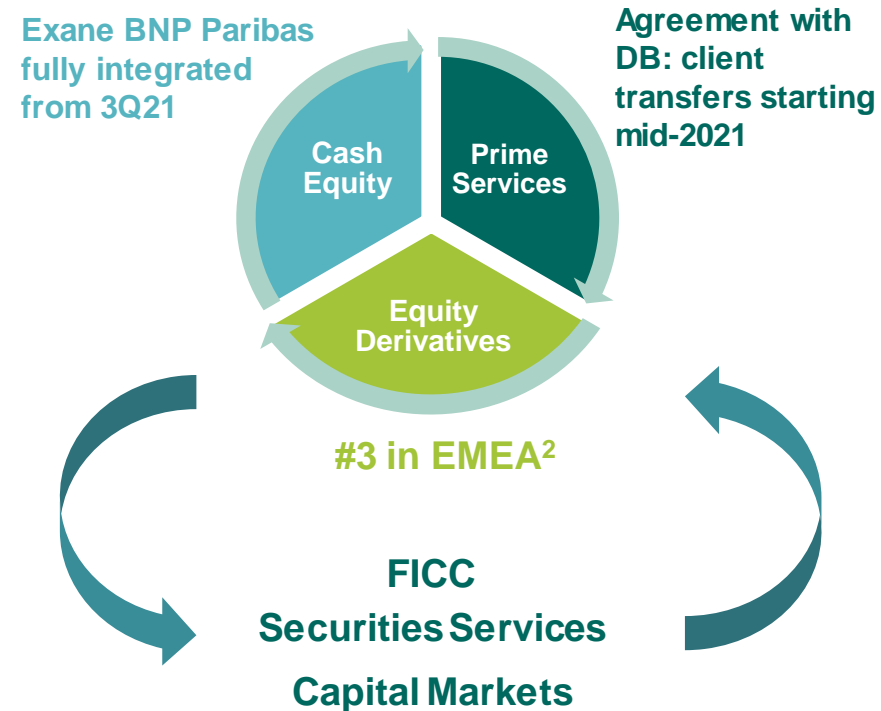 Exane BNP Paribas
fully integrated
from 3Q21
Agreement with
DB: client
transfers starting
mid-2021
Cash
Equity
Prime
Services
Equity
Derivatives
#3 in EMEA²
FICC
Securities Services
Capital Markets